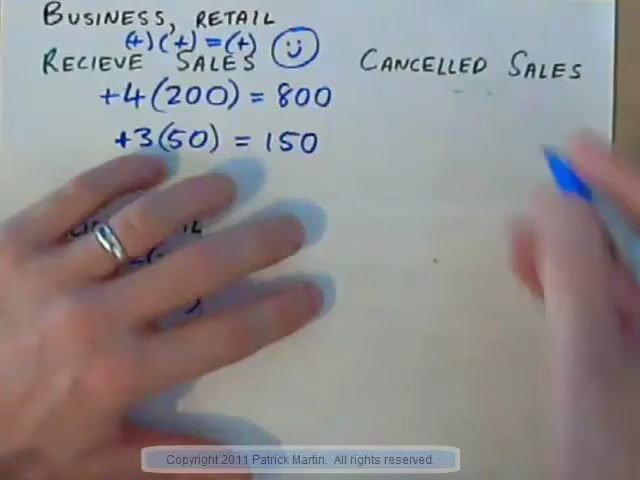 BUSINESS, RETAIL
(+)(+)=(+)
RECIEVE SALES
+4(200) = 800
+3(50) = 150
CANCELLED SALES
Copyright 2011 Patrick Martin. All rights reserved.